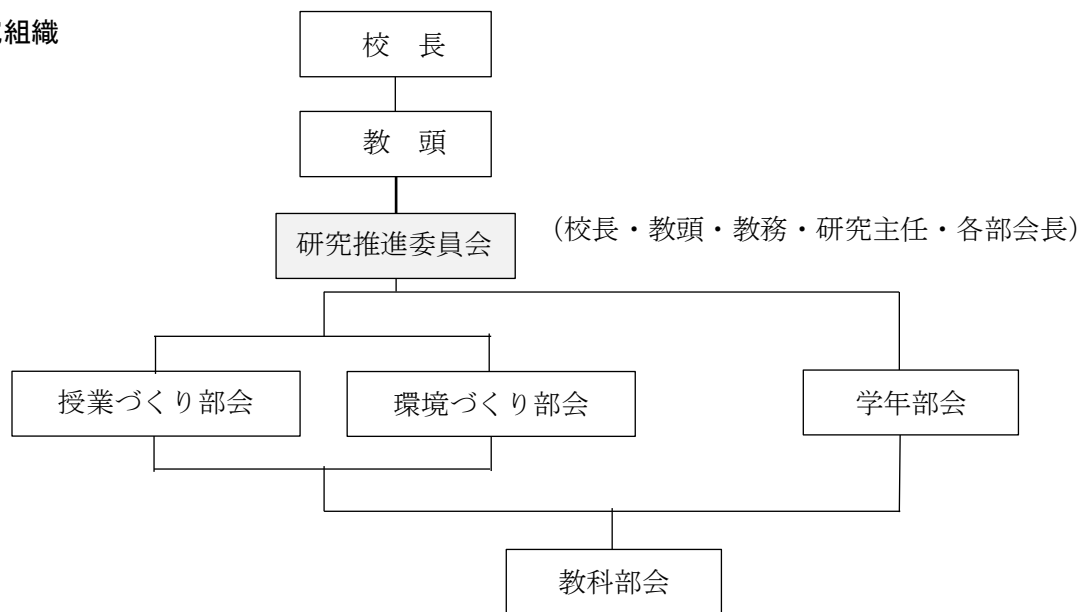 組織
校　長
教　頭
研究推進委員会
（校長・教頭・教務・研究主任・各部会長）
授業づくり部会
環境づくり部会
学年部会
教科部会